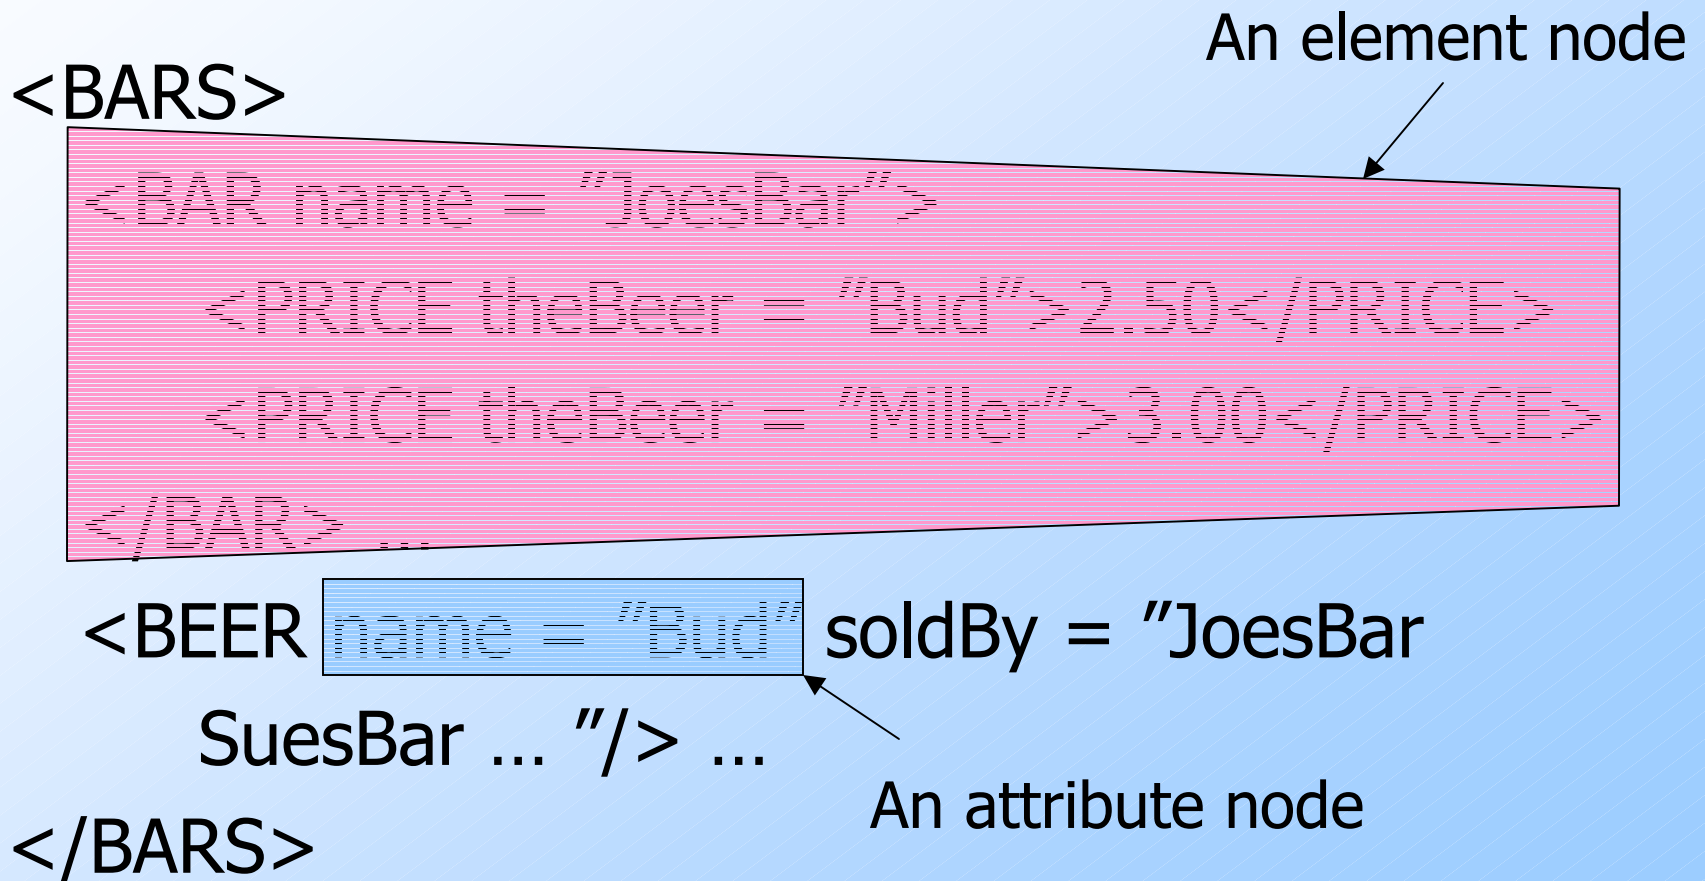 An element node
<BARS>
<BAR name = ”JoesBar”>
<PRICE theBeer = ”Bud”>2.50</PRICE>
<PRICE theBeer = ”Miller”>3.00</PRICE>
</BAR> …
<BEER name = ”Bud” soldBy = ”JoesBar
SuesBar … ”/> …
An attribute node
</BARS>